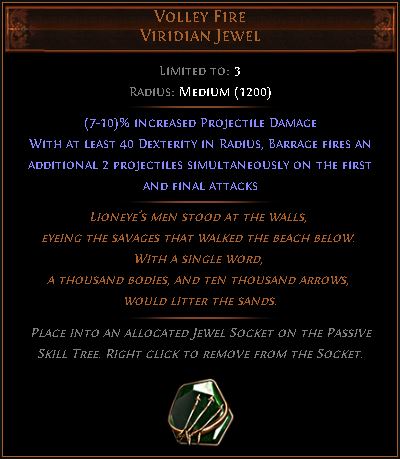 Volley Fire
Viridian Jewel
Limited to: 3
Radius: Medium (1200)
(7-10)% increased Projectile Damage
With at least 40 Dexterity in Radius, Barrage fires an
additional 2 projectiles simultaneously on the first
and final attacks
Lioneye's men stood at the walls,
eyeing the savages that walked the beach below.
With a single word,
a thousand bodies, and ten thousand arrows,
would litter the sands.
Place into an allocated Jewel Socket on the Passive
Skill Tree. Right click to remove from the Socket.